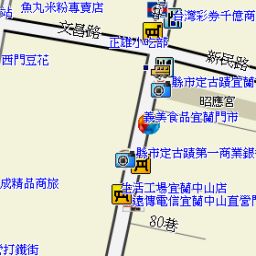 魚丸米粉專賣店
台灣彩券千億商
站
文昌路
正雄小吃部
新民路
西門豆花
縣市定古蹟宜蘭
昭應宮
義美食品宜蘭門市
縣市定古蹟第一商業銀
成精品商旅
生活工場宜蘭中山店
遠傳電信宜蘭中山直營門
80巷
營打鐵街